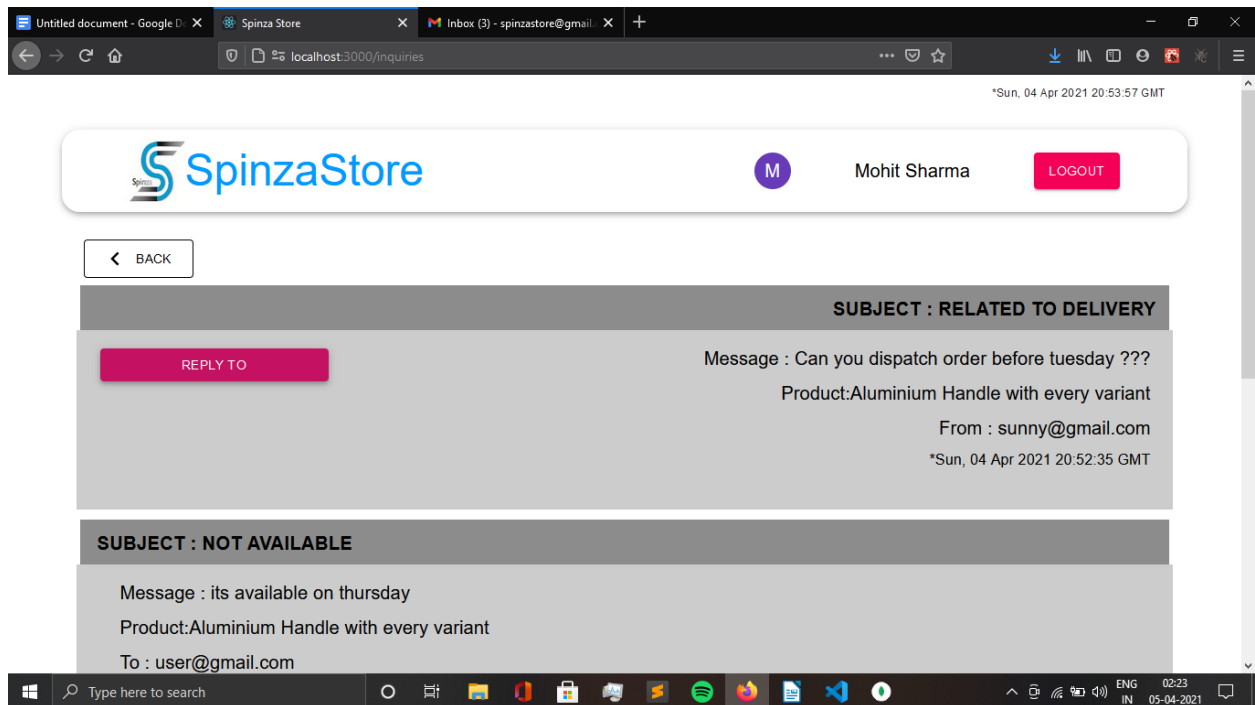 Untitled document - Google Do
Spinza Store
Inbox (3) - spinzastore@gmail.
localhost:3000/inquiries
*Sun, 04 Apr 2021 20:53:57 GMT
Spinza
SpinzaStore
M
Mohit Sharma
LOGOUT
BACK
SUBJECT : RELATED TO DELIVERY
REPLY TO
Message : Can you dispatch order before tuesday ???
Product:Aluminium Handle with every variant
From : sunny@gmail.com
*Sun, 04 Apr 2021 20:52:35 GMT
SUBJECT : NOT AVAILABLE
Message : its available on thursday
Product:Aluminium Handle with every variant
To : user@gmail.com
Type here to search
ENG
IN
02:23
05-04-2021